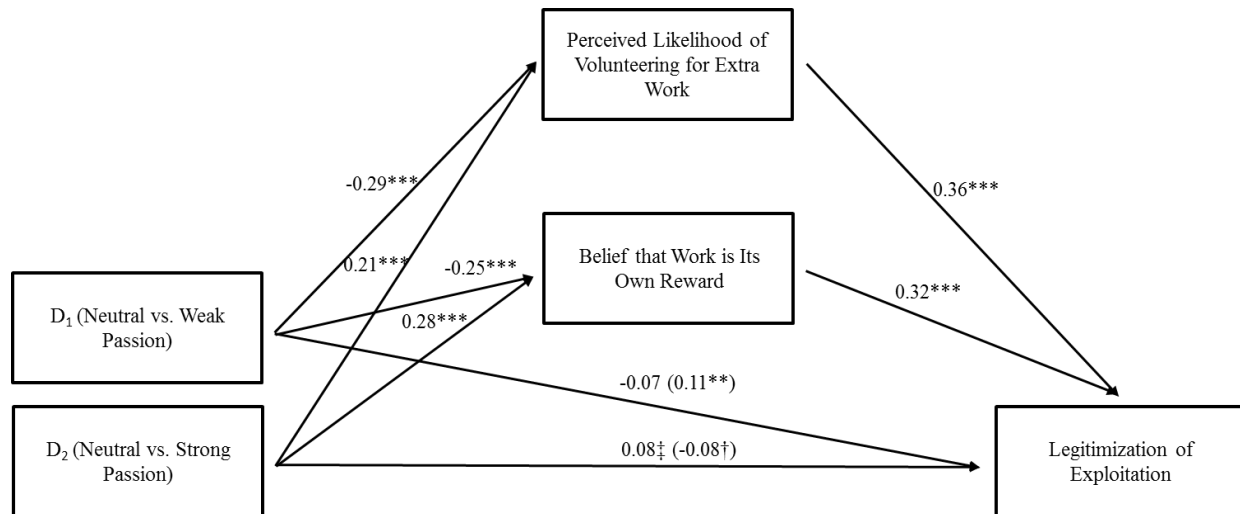 Perceived Likelihood of
Volunteering for Extra
Work
-0.29***
0.36***
0.21***
-0.25***
Belief that Work is Its
Own Reward
0.28***
0.32***
D₁ (Neutral vs. Weak
Passion)
-0.07 (0.11**)
D₂ (Neutral vs. Strong
Passion)
0.08‡ (-0.08†)
Legitimization of
Exploitation